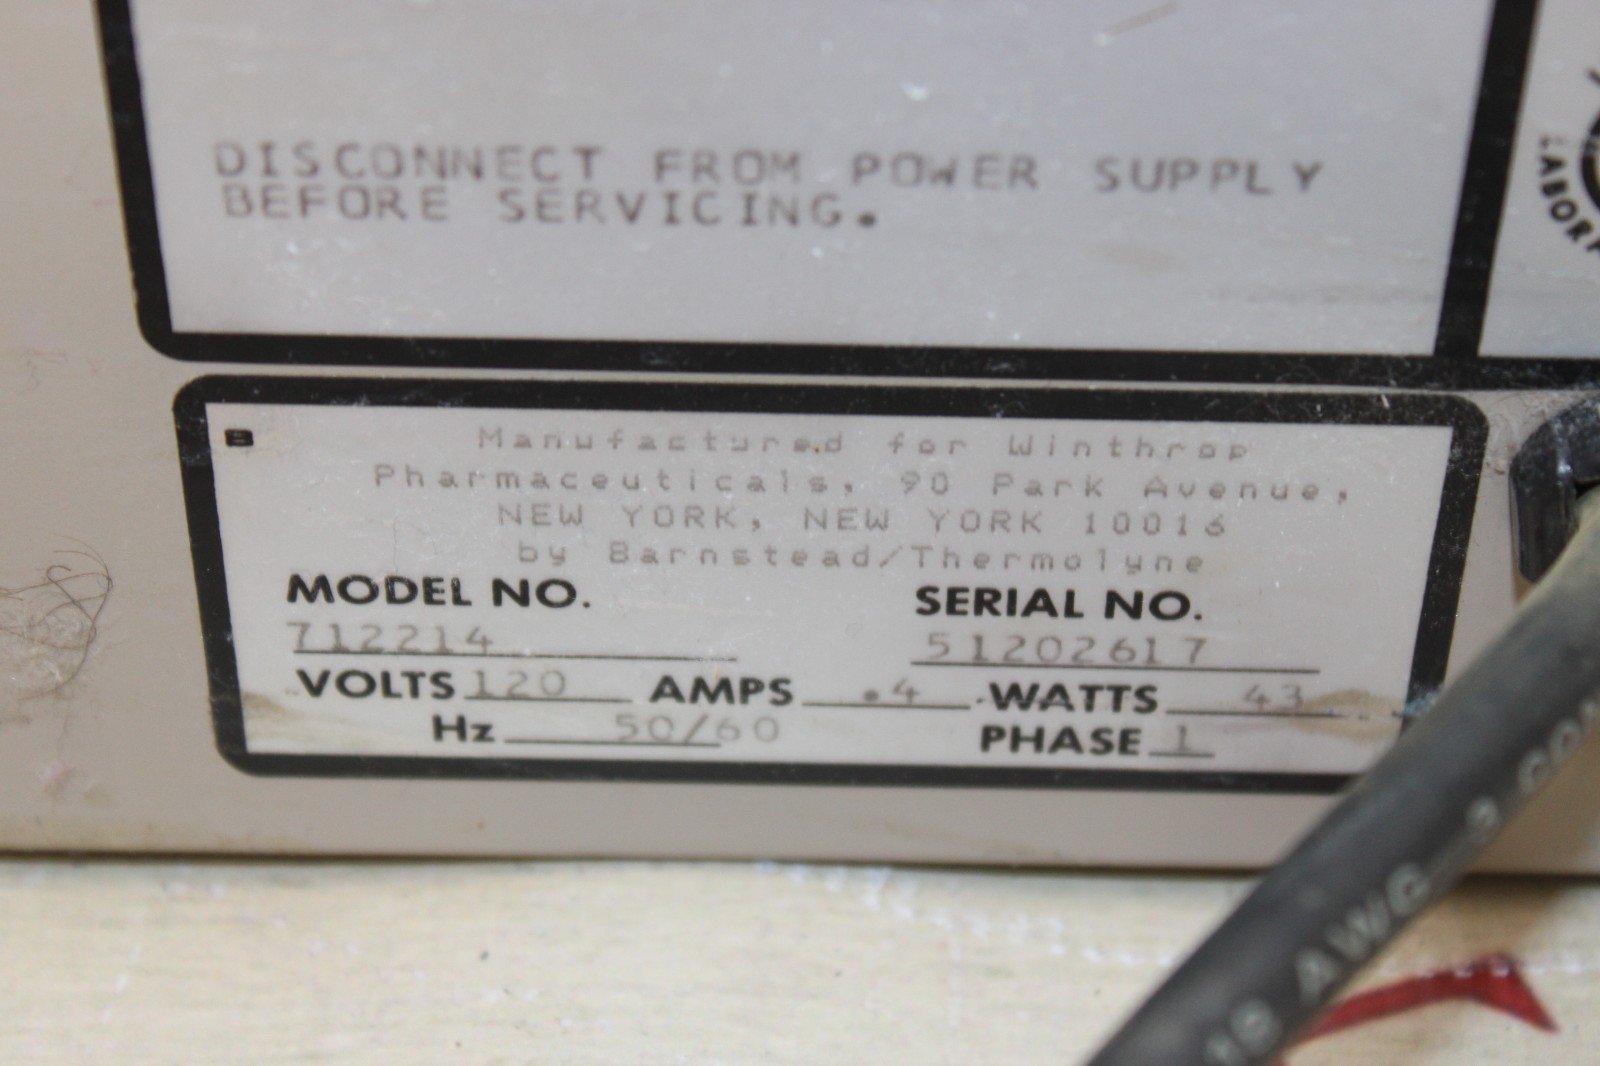 DISCONNECT FROM POWER SUPPLY
BEFORE SERVICING.
Manufactured for Winthrop
Pharmaceuticals, 90 Park Avenue,
NEW YORK, NEW YORK 10016
by Barnstead/Thermolyne
MODEL NO. SERIAL NO.
712214 51202617
VOLTS 120 AMPS .4 WATTS 43
Hz 50/60 PHASE 1
AWG